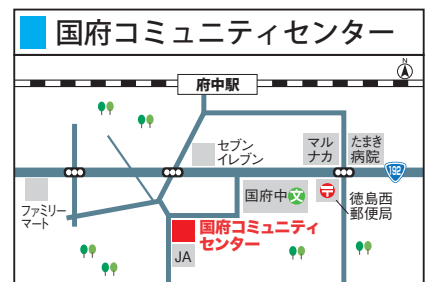 国府コミュニティセンター
N
府中駅
セブン
イレブン
マル
ナカ
たまき
病院
192
ファミリー
マート
国府中
文
徳島西
郵便局
国府コミュニティ
センター
JA